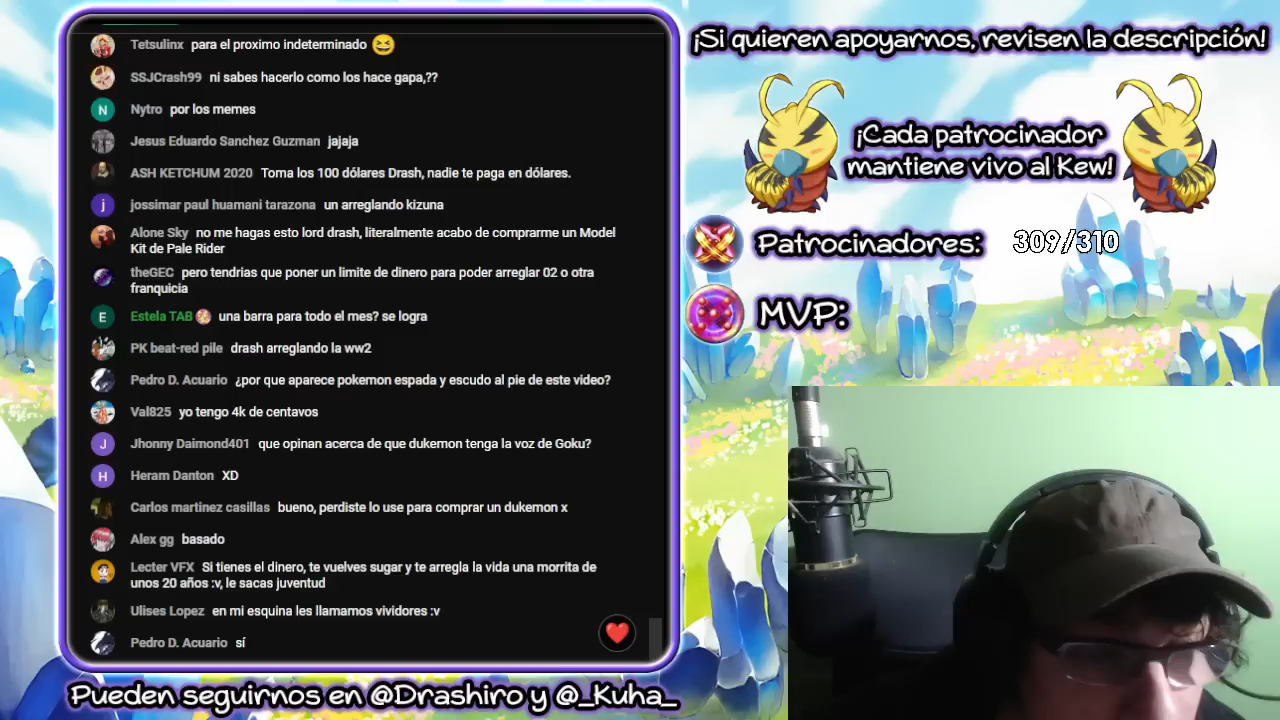 Tetsulinx para el proximo indeterminado 😆
SSJCrash99 ni sabes hacerlo como los hace gapa,??
N Nytro por los memes
Jesus Eduardo Sanchez Guzman jajaja
ASH KETCHUM 2020 Toma los 100 dólares Drash, nadie te paga en dólares.
j jossimar paul huamani tarazona un arreglando kizuna
Alone Sky no me hagas esto lord drash, literalmente acabo de comprarme un Model
Kit de Pale Rider
theGEC pero tendrias que poner un limite de dinero para poder arreglar 02 o otra
franquicia
E Estela TAB una barra para todo el mes? se logra
PK beat-red pile drash arreglando la ww2
Pedro D. Acuario ¿por que aparece pokemon espada y escudo al pie de este video?
Val825 yo tengo 4k de centavos
J Jhonny Daimond401 que opinan acerca de que dukemon tenga la voz de Goku?
H Heram Danton XD
Carlos martinez casillas bueno, perdiste lo use para comprar un dukemon x
Alex gg basado
Lecter VFX Si tienes el dinero, te vuelves sugar y te arregla la vida una morrita de
unos 20 años :v, le sacas juventud
Ulises Lopez en mi esquina les llamamos vividores :v
Pedro D. Acuario sí
Pueden seguirnos en @Drashiro y @_Kuha_
¡Si quieren apoyarnos, revisen la descripción!
¡Cada patrocinador
mantiene vivo al Kew!
Patrocinadores: 309/310
MVP: